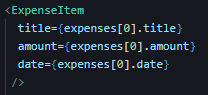 <ExpenseItem
title={expenses[0].title}
amount={expenses[0].amount}
date={expenses[0].date}
/>